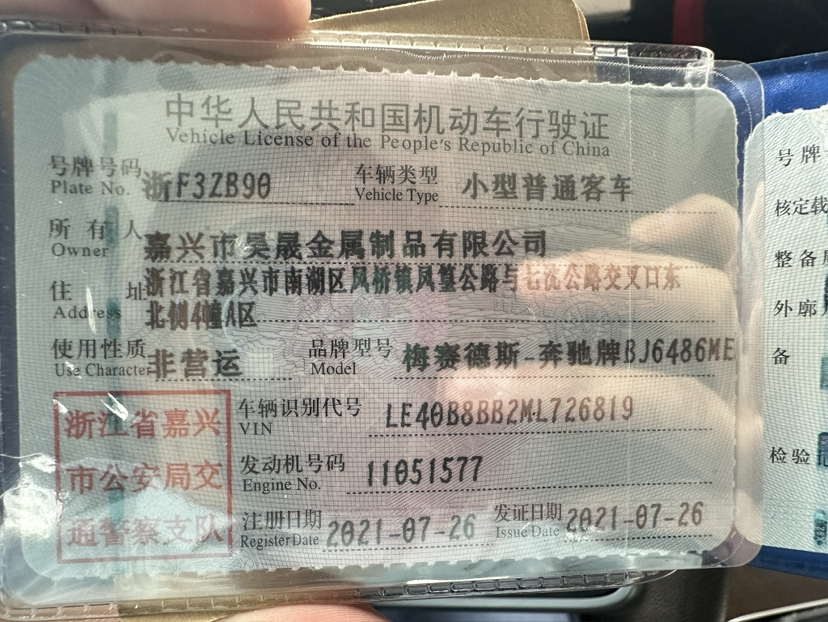 中华人民共和国机动车行驶证
Vehicle License of the People's Republic of China
号牌号码 浙F3ZB90 车辆类型 小型普通客车
Plate No. Vehicle Type
所有人 嘉兴市昊晟金属制品有限公司
Owner
住址 浙江省嘉兴市南湖区凤桥镇凤篁公路与七沈公路交叉口东
Address 北侧4幢A区
使用性质 非营运 品牌型号 梅赛德斯-奔驰牌BJ6486ME
Use Character Model
浙江省嘉兴
市公安局交
通警察支队
车辆识别代号 LE40B8BB2ML726819
VIN
发动机号码 11051577
Engine No.
注册日期 2021-07-26 发证日期 2021-07-26
Register Date Issue Date
号牌
核定载
整备
外廓
备
检验